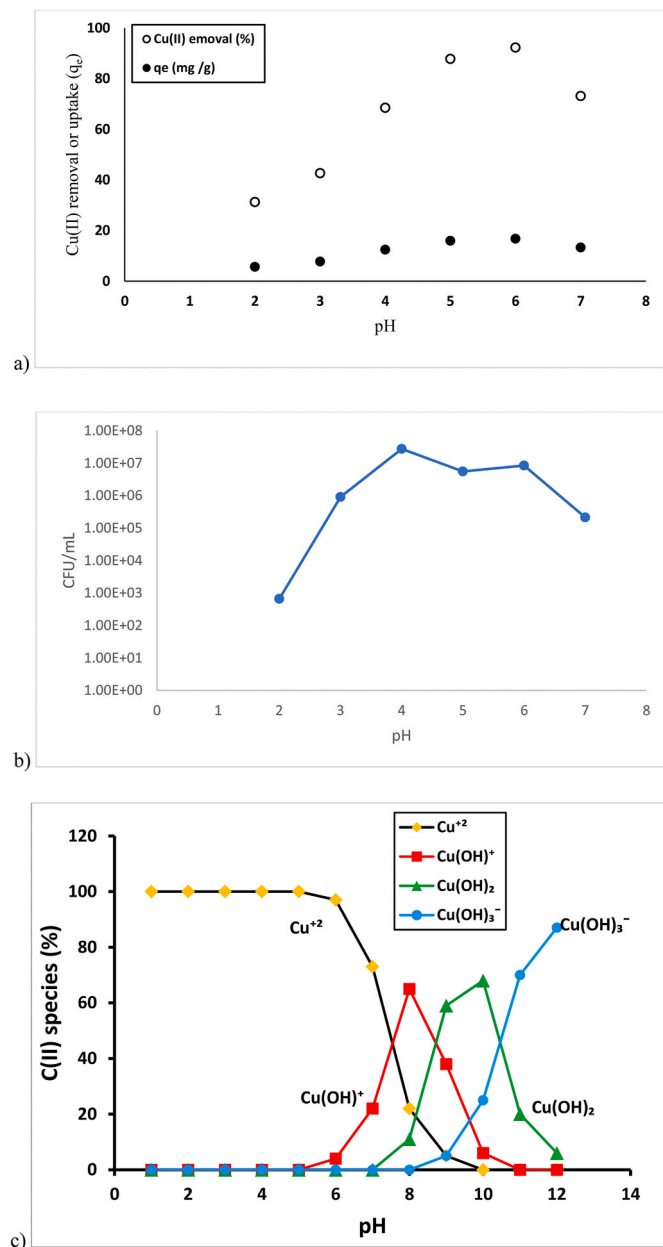 100
Cu(II) emoval (%)
qe (mg /g)
80
60
40
20
0
Cu(II) removal or uptake (qe)
0 1 2 3 4 5 6 7 8
pH
a)
1.00E+08
1.00E+07
1.00E+06
1.00E+05
1.00E+04
1.00E+03
1.00E+02
1.00E+01
1.00E+00
CFU/mL
0 1 2 3 4 5 6 7 8
pH
b)
Cu⁺²
Cu(OH)⁺
Cu(OH)₂
Cu(OH)₃⁻
120
100
80
60
40
20
0
C(II) species (%)
Cu⁺²
Cu(OH)₃⁻
Cu(OH)⁺
Cu(OH)₂
0 2 4 6 8 10 12 14
pH
c)